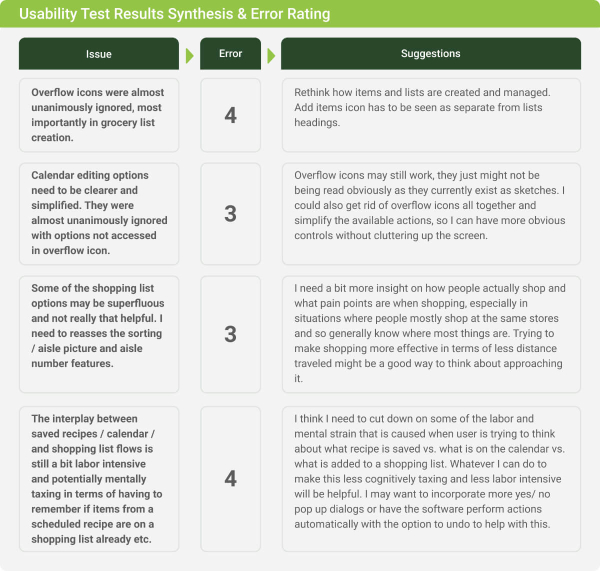 Usability Test Results Synthesis & Error Rating
Issue
Error
Suggestions
Overflow icons were almost
unanimously ignored, most
importantly in grocery list
creation.
4
Rethink how items and lists are created and managed.
Add items icon has to be seen as separate from lists
headings.
Calendar editing options
need to be clearer and
simplified. They were
almost unanimously ignored
with options not accessed
in overflow icon.
3
Overflow icons may still work, they just might not be
being read obviously as they currently exist as sketches. I
could also get rid of overflow icons all together and
simplify the available actions, so I can have more obvious
controls without cluttering up the screen.
Some of the shopping list
options may be superfluous
and not really that helpful. I
need to reasses the sorting
/ aisle picture and aisle
number features.
3
I need a bit more insight on how people actually shop and
what pain points are when shopping, especially in
situations where people mostly shop at the same stores
and so generally know where most things are. Trying to
make shopping more effective in terms of less distance
traveled might be a good way to think about approaching
it.
The interplay between
saved recipes / calendar /
and shopping list flows is
still a bit labor intensive
and potentially mentally
taxing in terms of having to
remember if items from a
scheduled recipe are on a
shopping list already etc.
4
I think I need to cut down on some of the labor and
mental strain that is caused when user is trying to think
about what recipe is saved vs. what is on the calendar vs.
what is added to a shopping list. Whatever I can do to
make this less cognitively taxing and less labor intensive
will be helpful. I may want to incorporate more yes/ no
pop up dialogs or have the software perform actions
automatically with the option to undo to help with this.